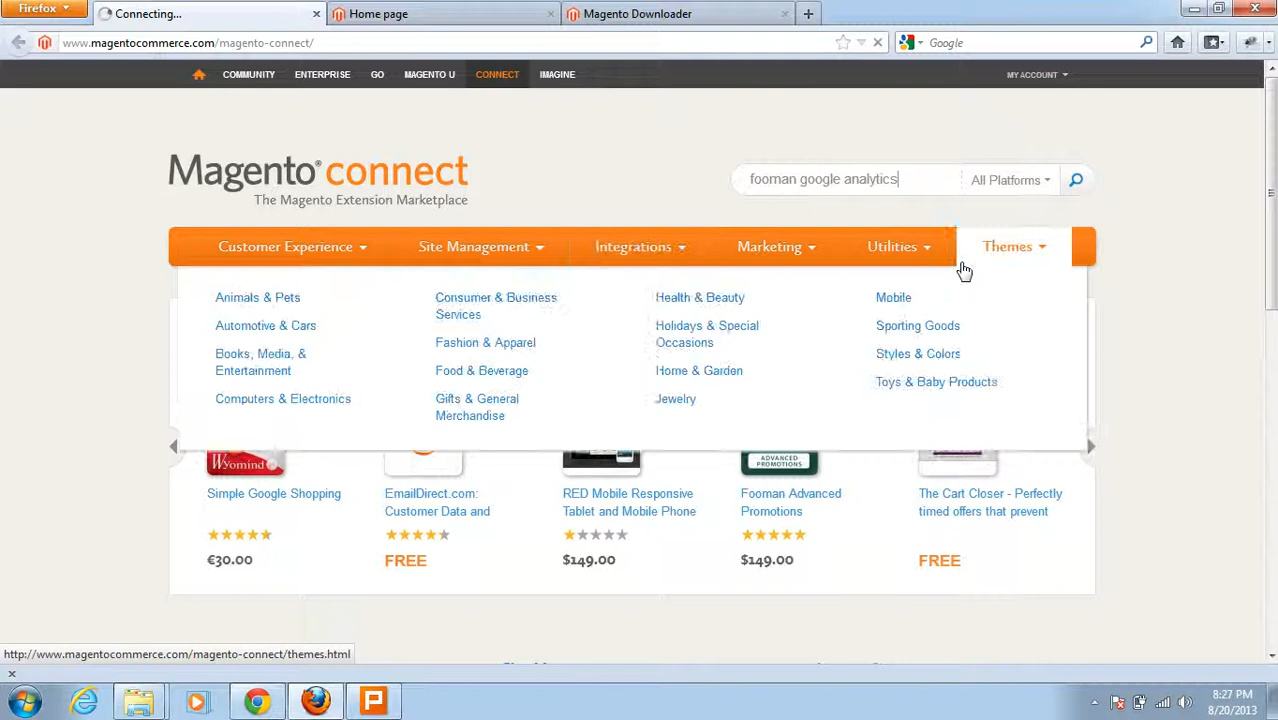 Firefox
Connecting...
Home page
Magento Downloader
www.magentocommerce.com/magento-connect/
Google
COMMUNITY ENTERPRISE GO MAGENTO U CONNECT IMAGINE
MY ACCOUNT
Magento® connect
The Magento Extension Marketplace
fooman google analytics
All Platforms
Customer Experience Site Management Integrations Marketing Utilities Themes
Animals & Pets
Automotive & Cars
Books, Media, &
Entertainment
Computers & Electronics
Consumer & Business
Services
Fashion & Apparel
Food & Beverage
Gifts & General
Merchandise
Health & Beauty
Holidays & Special
Occasions
Home & Garden
Jewelry
Mobile
Sporting Goods
Styles & Colors
Toys & Baby Products
Wyomind
ADVANCED
PROMOTIONS
Simple Google Shopping
€30.00
EmailDirect.com:
Customer Data and
FREE
RED Mobile Responsive
Tablet and Mobile Phone
$149.00
Fooman Advanced
Promotions
$149.00
The Cart Closer - Perfectly
timed offers that prevent
FREE
http://www.magentocommerce.com/magento-connect/themes.html
8:27 PM
8/20/2013